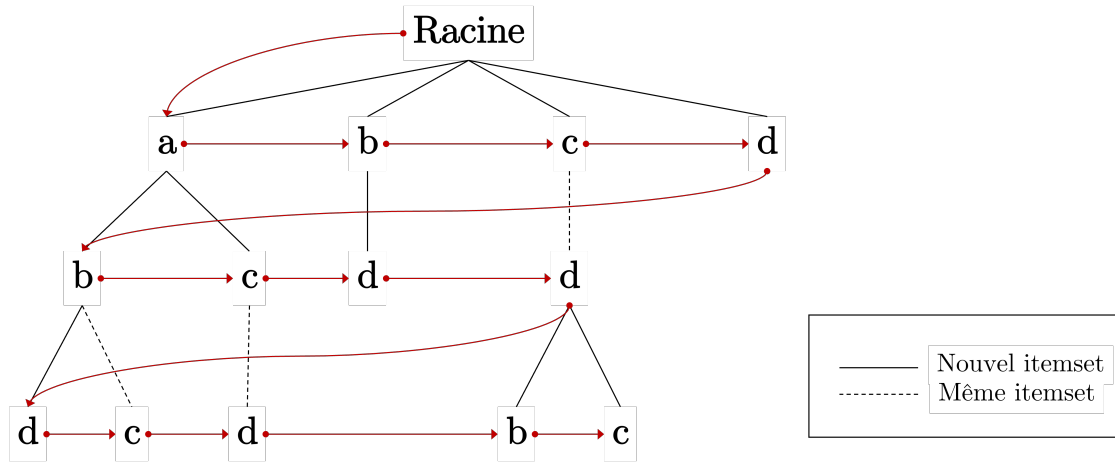 Racine
a b c d
b c d d
d c d b c
Nouvel itemset
Même itemset